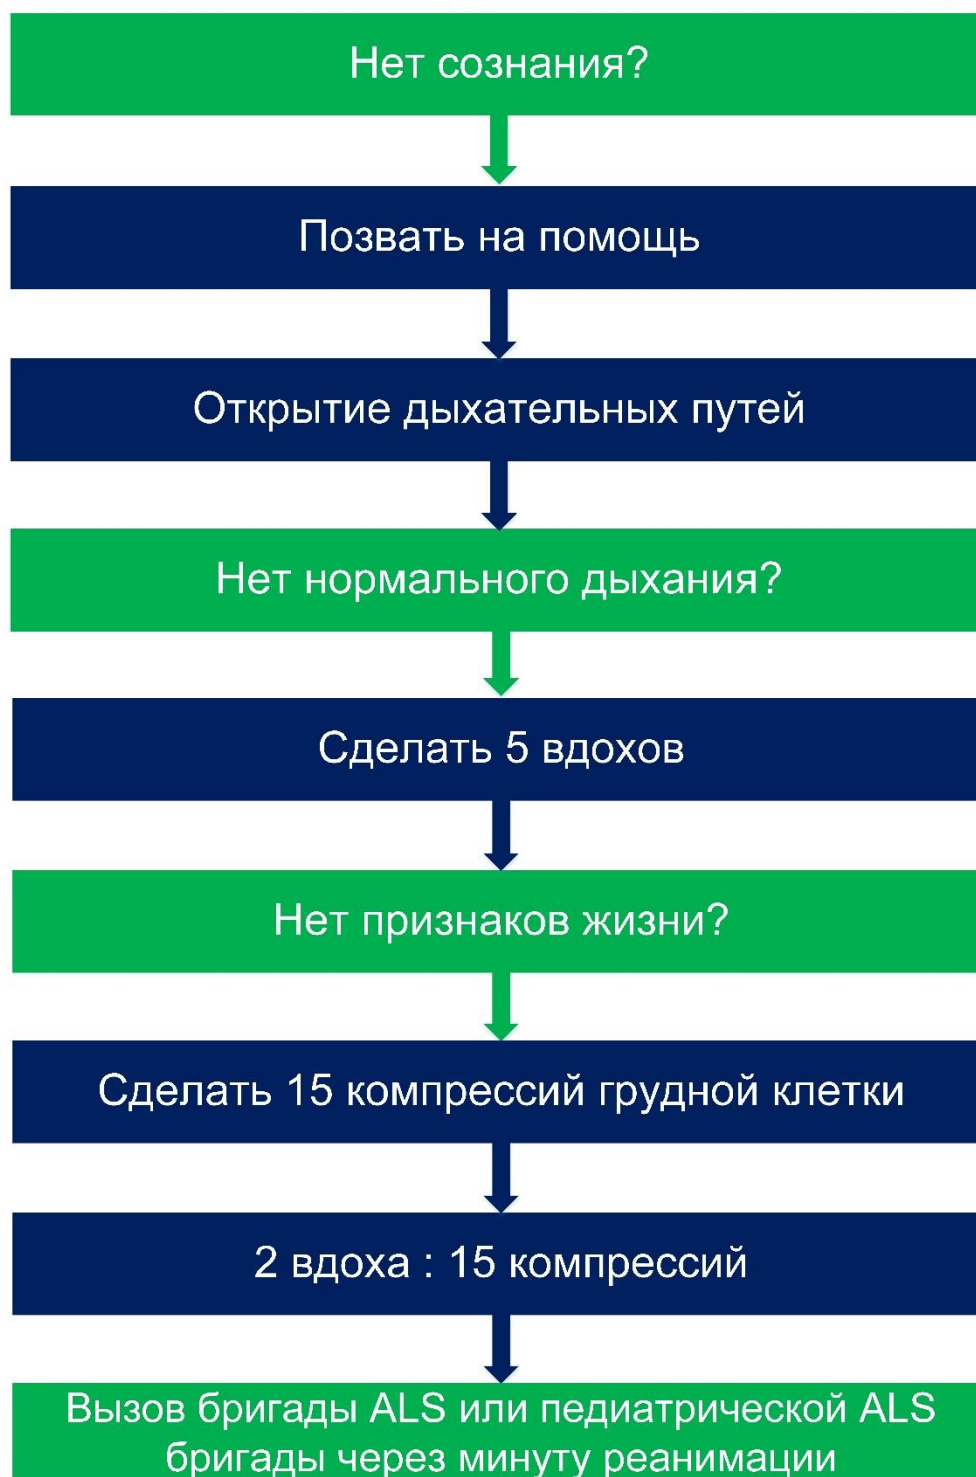 Нет сознания?
Позвать на помощь
Открытие дыхательных путей
Нет нормального дыхания?
Сделать 5 вдохов
Нет признаков жизни?
Сделать 15 компрессий грудной клетки
2 вдоха : 15 компрессий
Вызов бригады ALS или педиатрической ALS
бригады через минуту реанимации